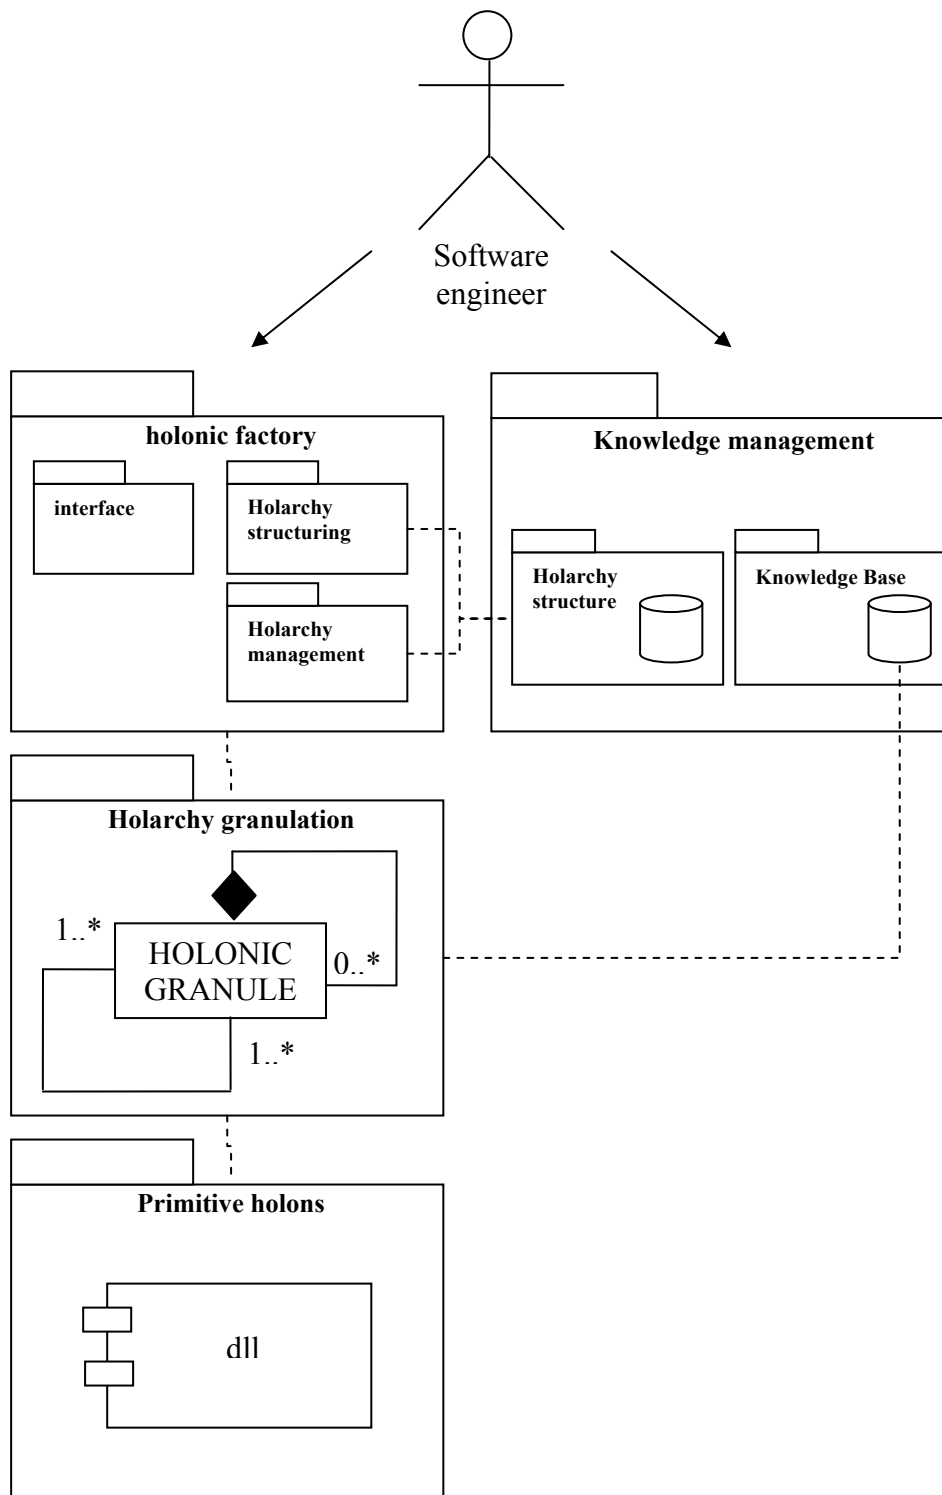 Software
engineer
holonic factory
Knowledge management
interface
Holarchy
structuring
Holarchy
management
Holarchy
structure
Knowledge Base
Holarchy granulation
1..*
HOLONIC
GRANULE
0..*
1..*
Primitive holons
dll